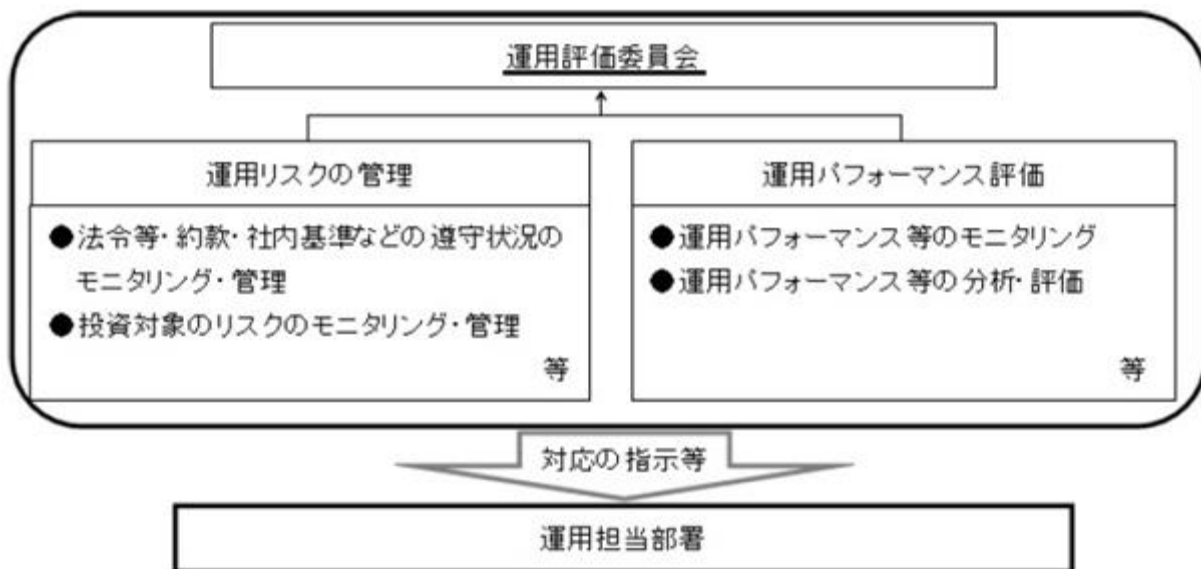 運用評価委員会
運用リスクの管理
●法令等・約款・社内基準などの遵守状況の
モニタリング・管理
●投資対象のリスクのモニタリング・管理
等
運用パフォーマンス評価
●運用パフォーマンス等のモニタリング
●運用パフォーマンス等の分析・評価
等
対応の指示等
運用担当部署